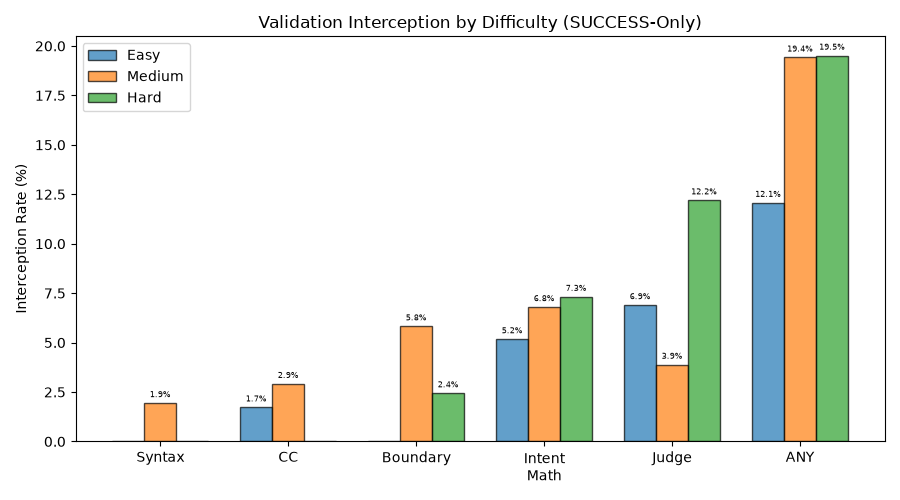 Validation Interception by Difficulty (SUCCESS-Only)
Easy
Medium
Hard
Interception Rate (%)
20.0
17.5
15.0
12.5
10.0
7.5
5.0
2.5
0.0
1.9%
1.7%
2.9%
5.8%
2.4%
5.2%
6.8%
7.3%
6.9%
3.9%
12.2%
12.1%
19.4%
19.5%
Syntax
CC
Boundary
Intent
Math
Judge
ANY